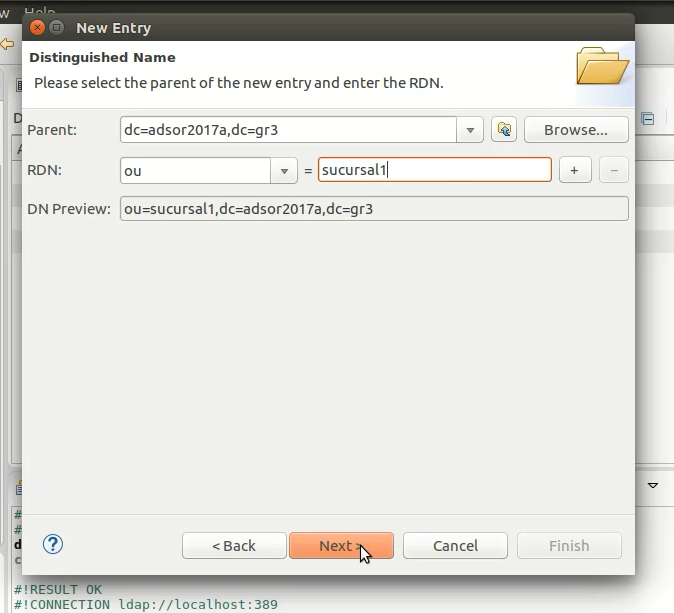 w Help
New Entry
Distinguished Name
Please select the parent of the new entry and enter the RDN.
Parent: dc=adsor2017a,dc=gr3 Browse...
RDN: ou = sucursal1 + -
DN Preview: ou=sucursal1,dc=adsor2017a,dc=gr3
#
#
d
c
? < Back Next > Cancel Finish
#!RESULT OK
#!CONNECTION ldap://localhost:389